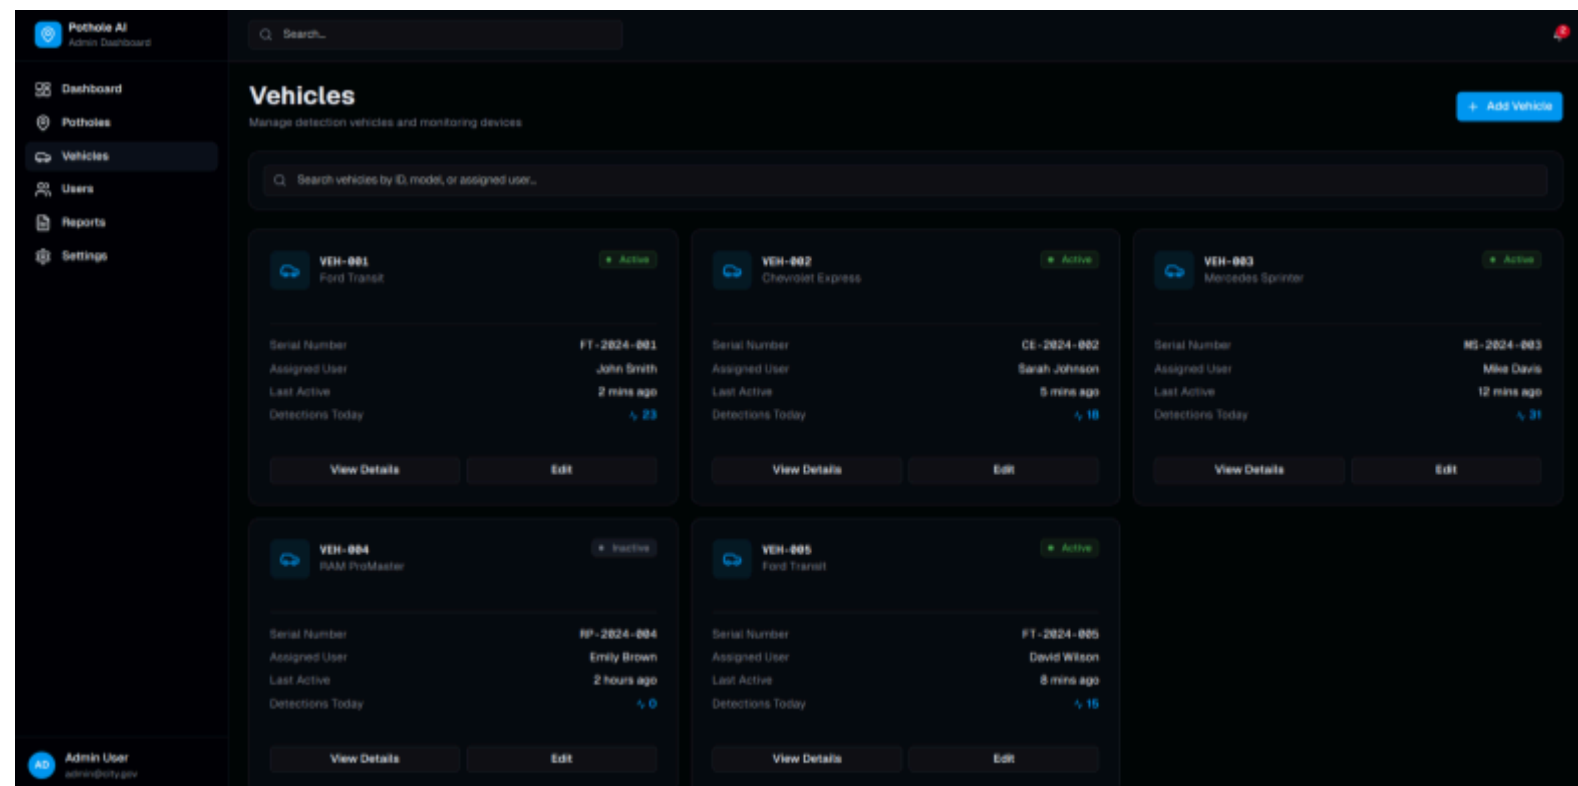 Pothole AI
Admin Dashboard
Search...
2
Dashboard
Potholes
Vehicles
Users
Reports
Settings
Vehicles
Manage detection vehicles and monitoring devices
+ Add Vehicle
Search vehicles by ID, model, or assigned user...
VEH-001
Ford Transit
Active
Serial Number FT-2024-001
Assigned User John Smith
Last Active 2 mins ago
Detections Today 23
View Details Edit
VEH-002
Chevrolet Express
Active
Serial Number CE-2024-002
Assigned User Sarah Johnson
Last Active 5 mins ago
Detections Today 18
View Details Edit
VEH-003
Mercedes Sprinter
Active
Serial Number MS-2024-003
Assigned User Mike Davis
Last Active 12 mins ago
Detections Today 31
View Details Edit
VEH-004
RAM ProMaster
Inactive
Serial Number RP-2024-004
Assigned User Emily Brown
Last Active 2 hours ago
Detections Today 0
View Details Edit
VEH-005
Ford Transit
Active
Serial Number FT-2024-005
Assigned User David Wilson
Last Active 8 mins ago
Detections Today 15
View Details Edit
AD
Admin User
admin@city.gov